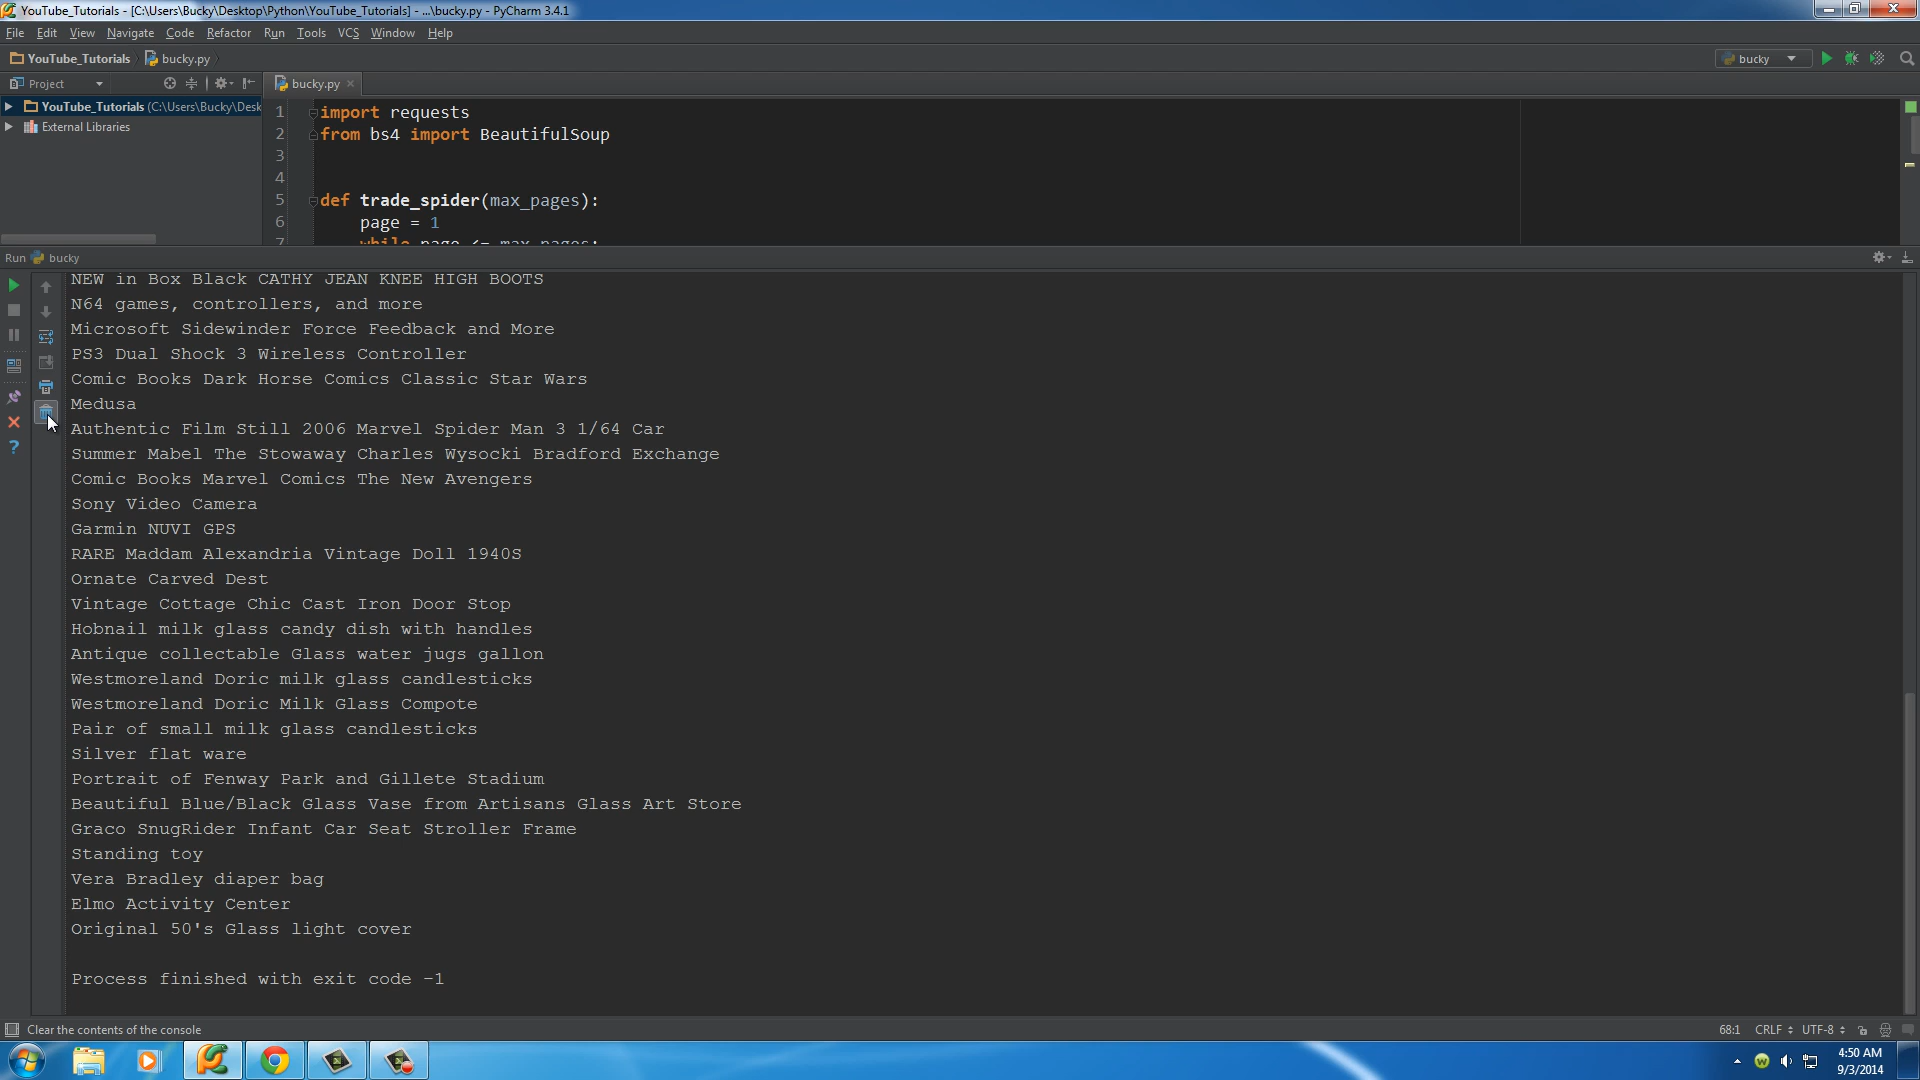 YouTube_Tutorials - [C:\Users\Bucky\Desktop\Python\YouTube_Tutorials] - ...\bucky.py - PyCharm 3.4.1
File Edit View Navigate Code Refactor Run Tools VCS Window Help
YouTube_Tutorials bucky.py bucky
Project bucky.py
YouTube_Tutorials (C:\Users\Bucky\Desk
External Libraries
1 import requests
2 from bs4 import BeautifulSoup
3
4
5 def trade_spider(max_pages):
6 page = 1
7 while page <= max_pages:
Run bucky
NEW in Box Black CATHY JEAN KNEE HIGH BOOTS
N64 games, controllers, and more
Microsoft Sidewinder Force Feedback and More
PS3 Dual Shock 3 Wireless Controller
Comic Books Dark Horse Comics Classic Star Wars
Medusa
Authentic Film Still 2006 Marvel Spider Man 3 1/64 Car
Summer Mabel The Stowaway Charles Wysocki Bradford Exchange
Comic Books Marvel Comics The New Avengers
Sony Video Camera
Garmin NUVI GPS
RARE Maddam Alexandria Vintage Doll 1940S
Ornate Carved Dest
Vintage Cottage Chic Cast Iron Door Stop
Hobnail milk glass candy dish with handles
Antique collectable Glass water jugs gallon
Westmoreland Doric milk glass candlesticks
Westmoreland Doric Milk Glass Compote
Pair of small milk glass candlesticks
Silver flat ware
Portrait of Fenway Park and Gillete Stadium
Beautiful Blue/Black Glass Vase from Artisans Glass Art Store
Graco SnugRider Infant Car Seat Stroller Frame
Standing toy
Vera Bradley diaper bag
Elmo Activity Center
Original 50's Glass light cover
Process finished with exit code -1
Clear the contents of the console 68:1 CRLF UTF-8
4:50 AM
9/3/2014